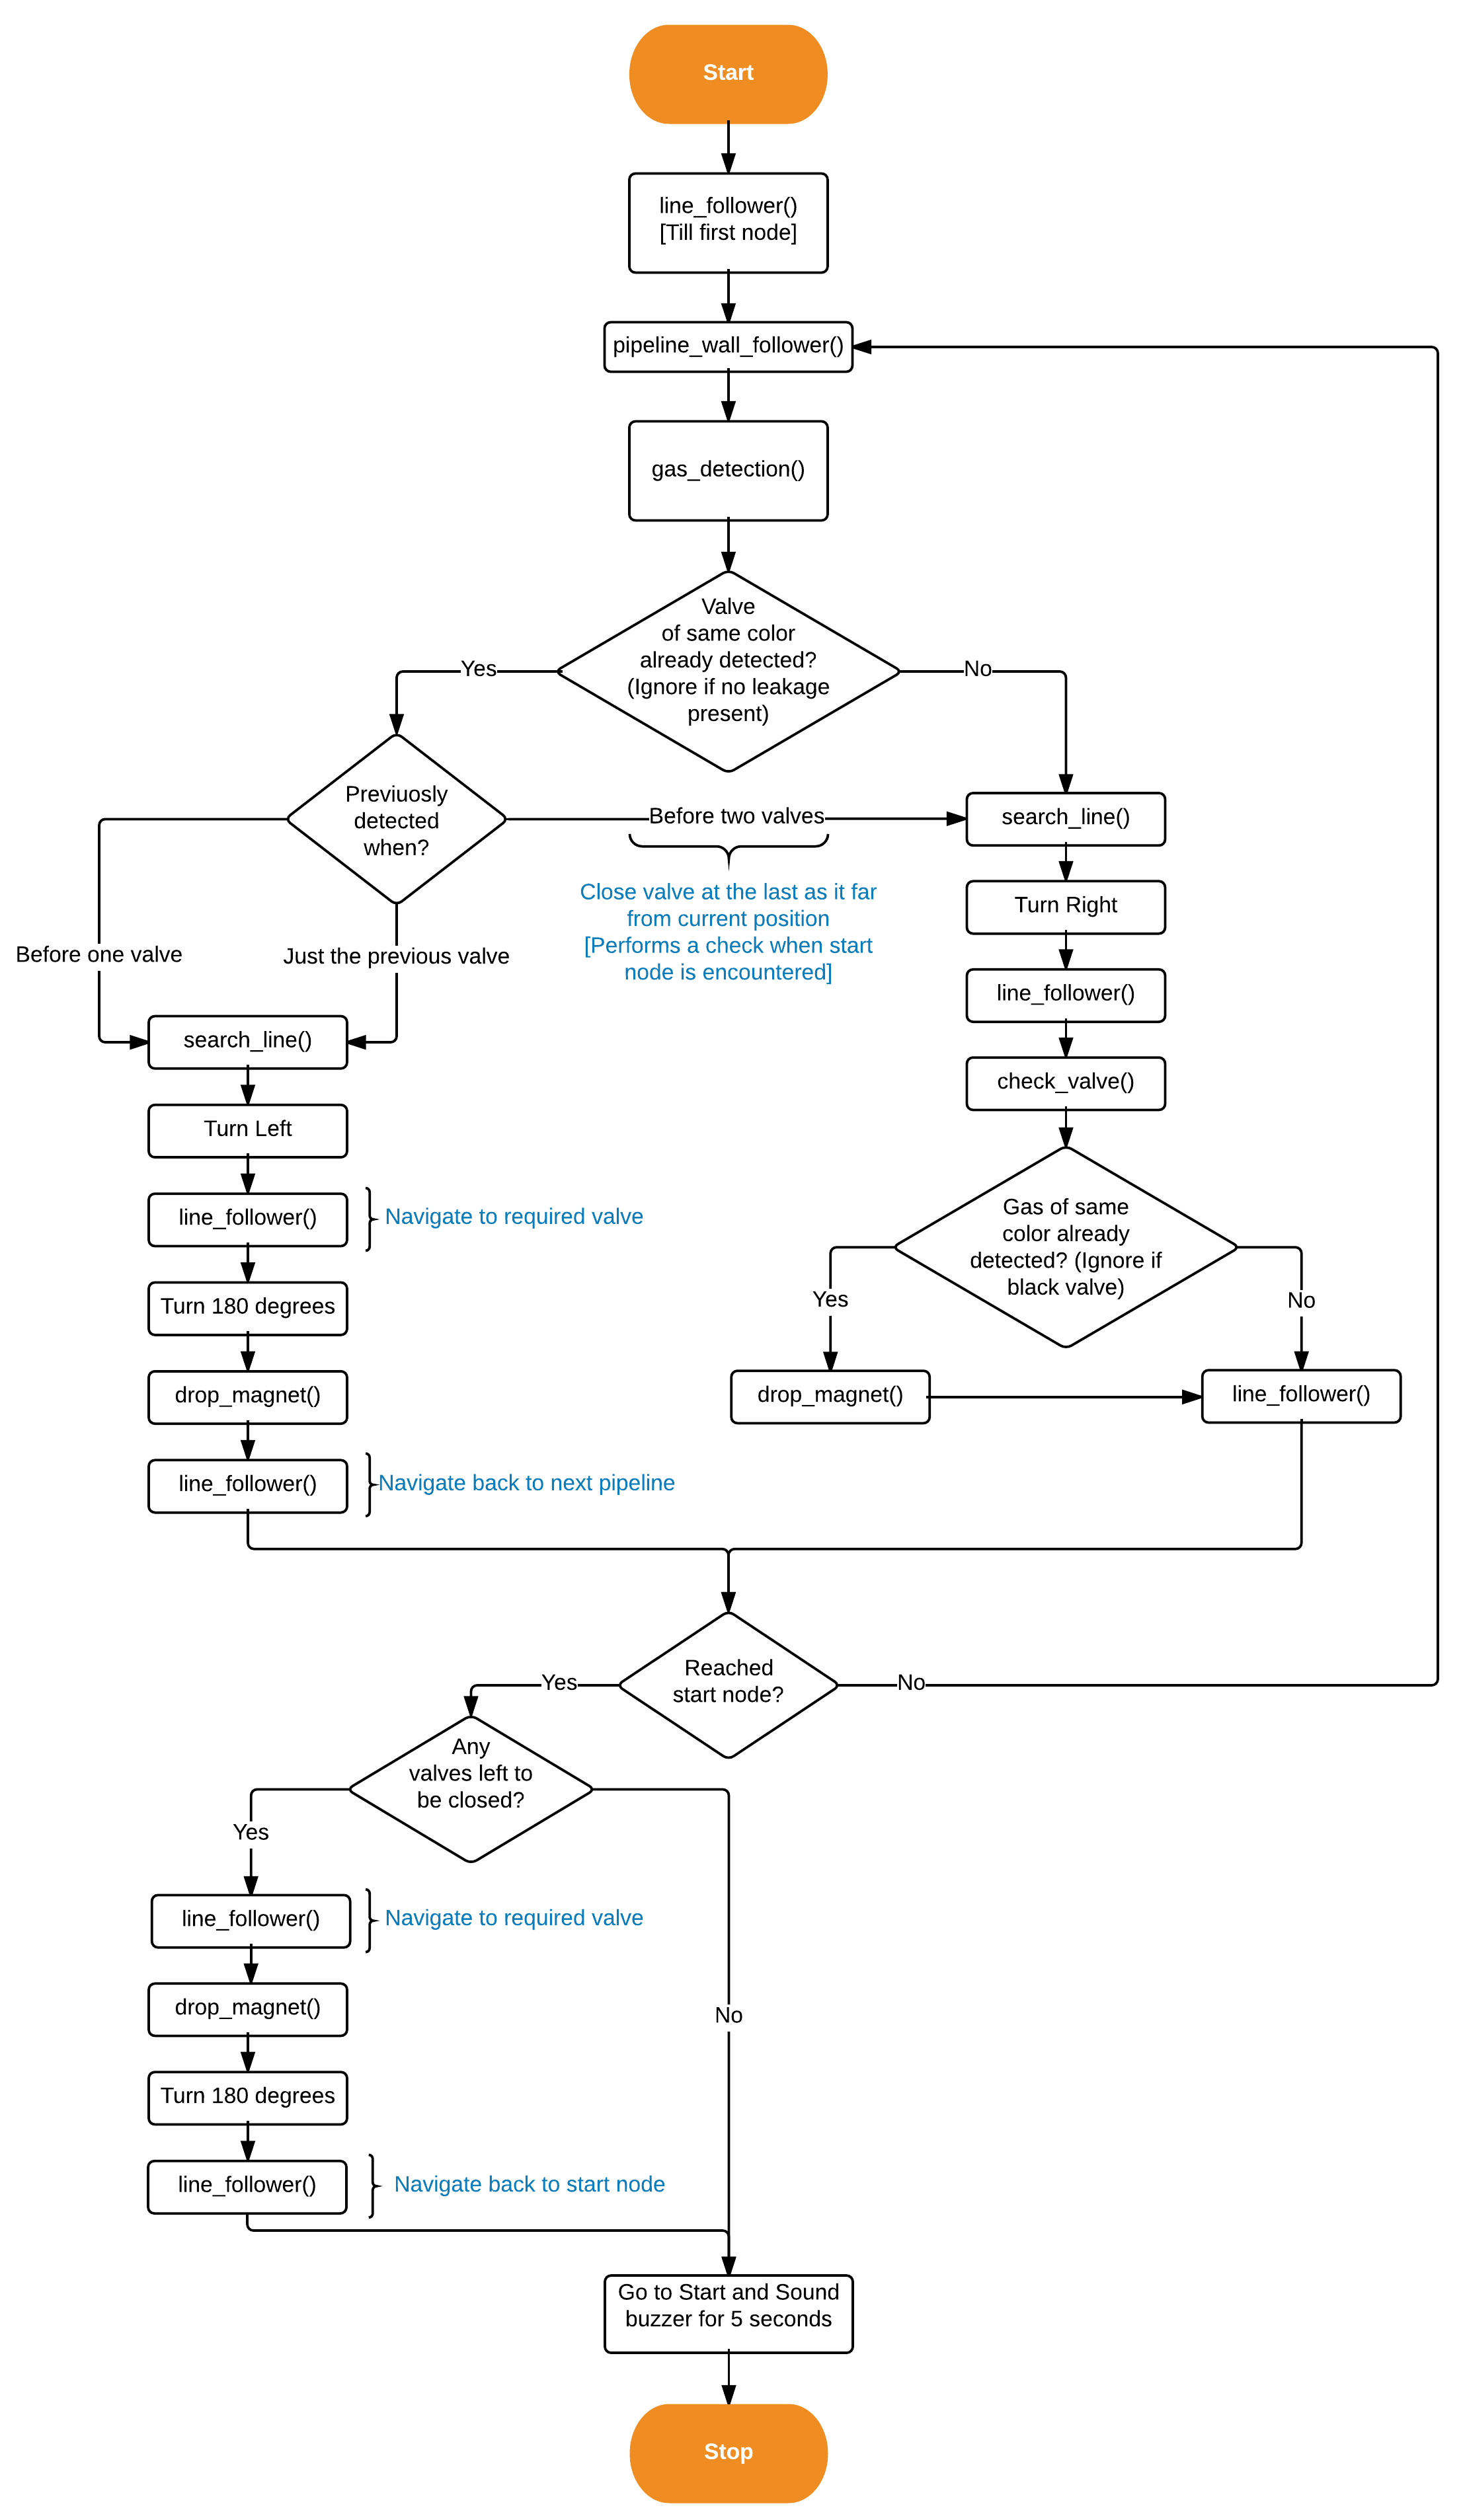 Start
line_follower()
[Till first node]
pipeline_wall_follower()
gas_detection()
Valve
of same color
already detected?
(Ignore if no leakage
present)
Yes
No
Previuosly
detected
when?
Before two valves
search_line()
Close valve at the last as it far
from current position
[Performs a check when start
node is encountered]
Turn Right
Before one valve
Just the previous valve
line_follower()
search_line()
check_valve()
Turn Left
line_follower()
Navigate to required valve
Gas of same
color already
detected? (Ignore if
black valve)
Yes
No
Turn 180 degrees
drop_magnet()
drop_magnet()
line_follower()
line_follower()
Navigate back to next pipeline
Reached
start node?
Yes
No
Any
valves left to
be closed?
Yes
line_follower()
Navigate to required valve
drop_magnet()
No
Turn 180 degrees
line_follower()
Navigate back to start node
Go to Start and Sound
buzzer for 5 seconds
Stop